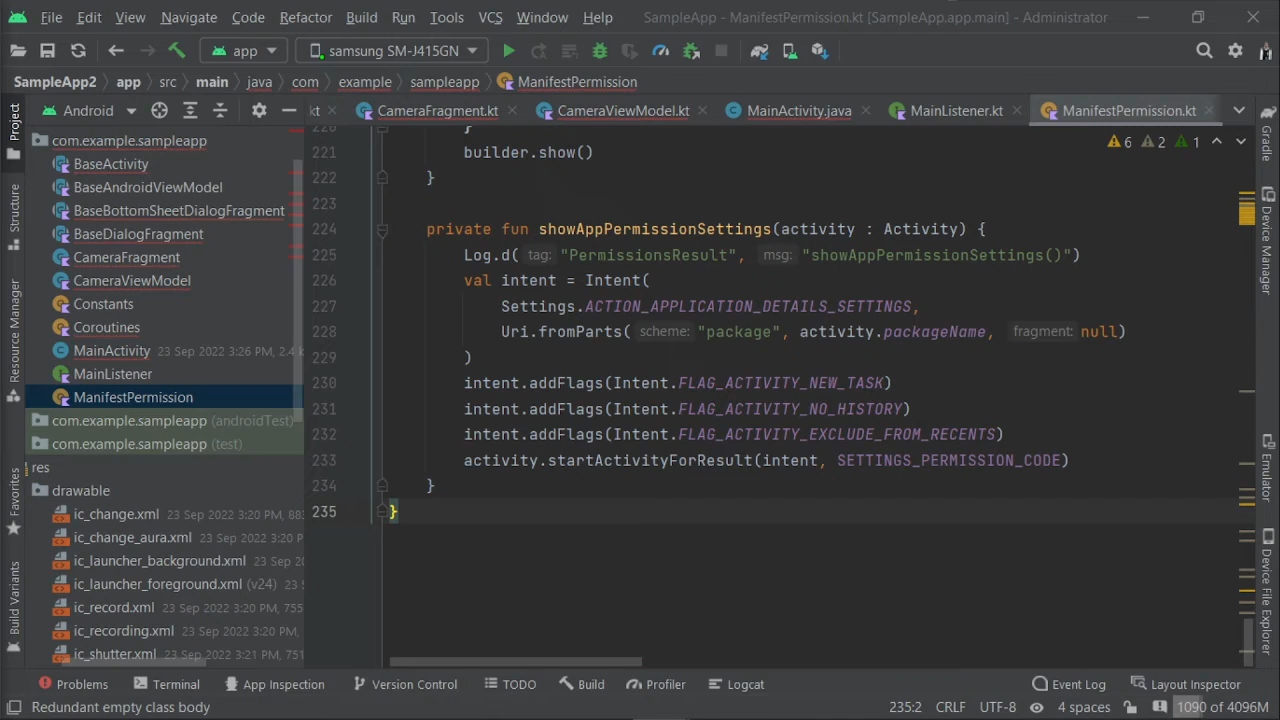 File Edit View Navigate Code Refactor Build Run Tools VCS Window Help SampleApp - ManifestPermission.kt [SampleApp.app.main] - Administrator
app samsung SM-J415GN
SampleApp2 app src main java com example sampleapp ManifestPermission
Project Android kt CameraFragment.kt CameraViewModel.kt MainActivity.java MainListener.kt ManifestPermission.kt Gradle
com.example.sampleapp 220 } 6 2 1
BaseActivity 221 builder.show()
BaseAndroidViewModel 222 }
BaseBottomSheetDialogFragment 223
BaseDialogFragment 224 private fun showAppPermissionSettings(activity : Activity) {
CameraFragment 225 Log.d( tag: "PermissionsResult", msg: "showAppPermissionSettings()")
CameraViewModel 226 val intent = Intent(
Constants 227 Settings.ACTION_APPLICATION_DETAILS_SETTINGS,
Coroutines 228 Uri.fromParts( scheme: "package", activity.packageName, fragment: null)
MainActivity 23 Sep 2022 3:26 PM, 2.4 k 229 )
MainListener 230 intent.addFlags(Intent.FLAG_ACTIVITY_NEW_TASK)
ManifestPermission 231 intent.addFlags(Intent.FLAG_ACTIVITY_NO_HISTORY)
com.example.sampleapp (androidTest) 232 intent.addFlags(Intent.FLAG_ACTIVITY_EXCLUDE_FROM_RECENTS)
com.example.sampleapp (test) 233 activity.startActivityForResult(intent, SETTINGS_PERMISSION_CODE)
res 234 }
drawable 235 }
ic_change.xml 23 Sep 2022 3:20 PM, 883
ic_change_aura.xml 23 Sep 2022 3:20
ic_launcher_background.xml 23 Sep 20
ic_launcher_foreground.xml (v24)
ic_record.xml 23 Sep 2022 3:20 PM, 755
ic_recording.xml 23 Sep 2022 3:20 PM,
ic_shutter.xml 23 Sep 2022 3:21 PM, 751
Structure
Resource Manager
Favorites
Build Variants
Device Manager
Emulator
Device File Explorer
Problems Terminal App Inspection Version Control TODO Build Profiler Logcat Event Log Layout Inspector
Redundant empty class body 235:2 CRLF UTF-8 4 spaces 1090 of 4096M